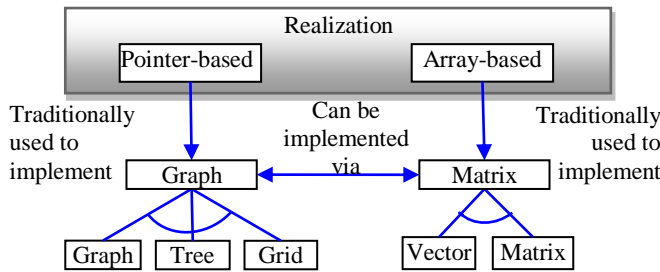 Realization
Pointer-based
Array-based
Traditionally
used to
implement
Can be
implemented
via
Traditionally
used to
implement
Graph
Matrix
Graph
Tree
Grid
Vector
Matrix